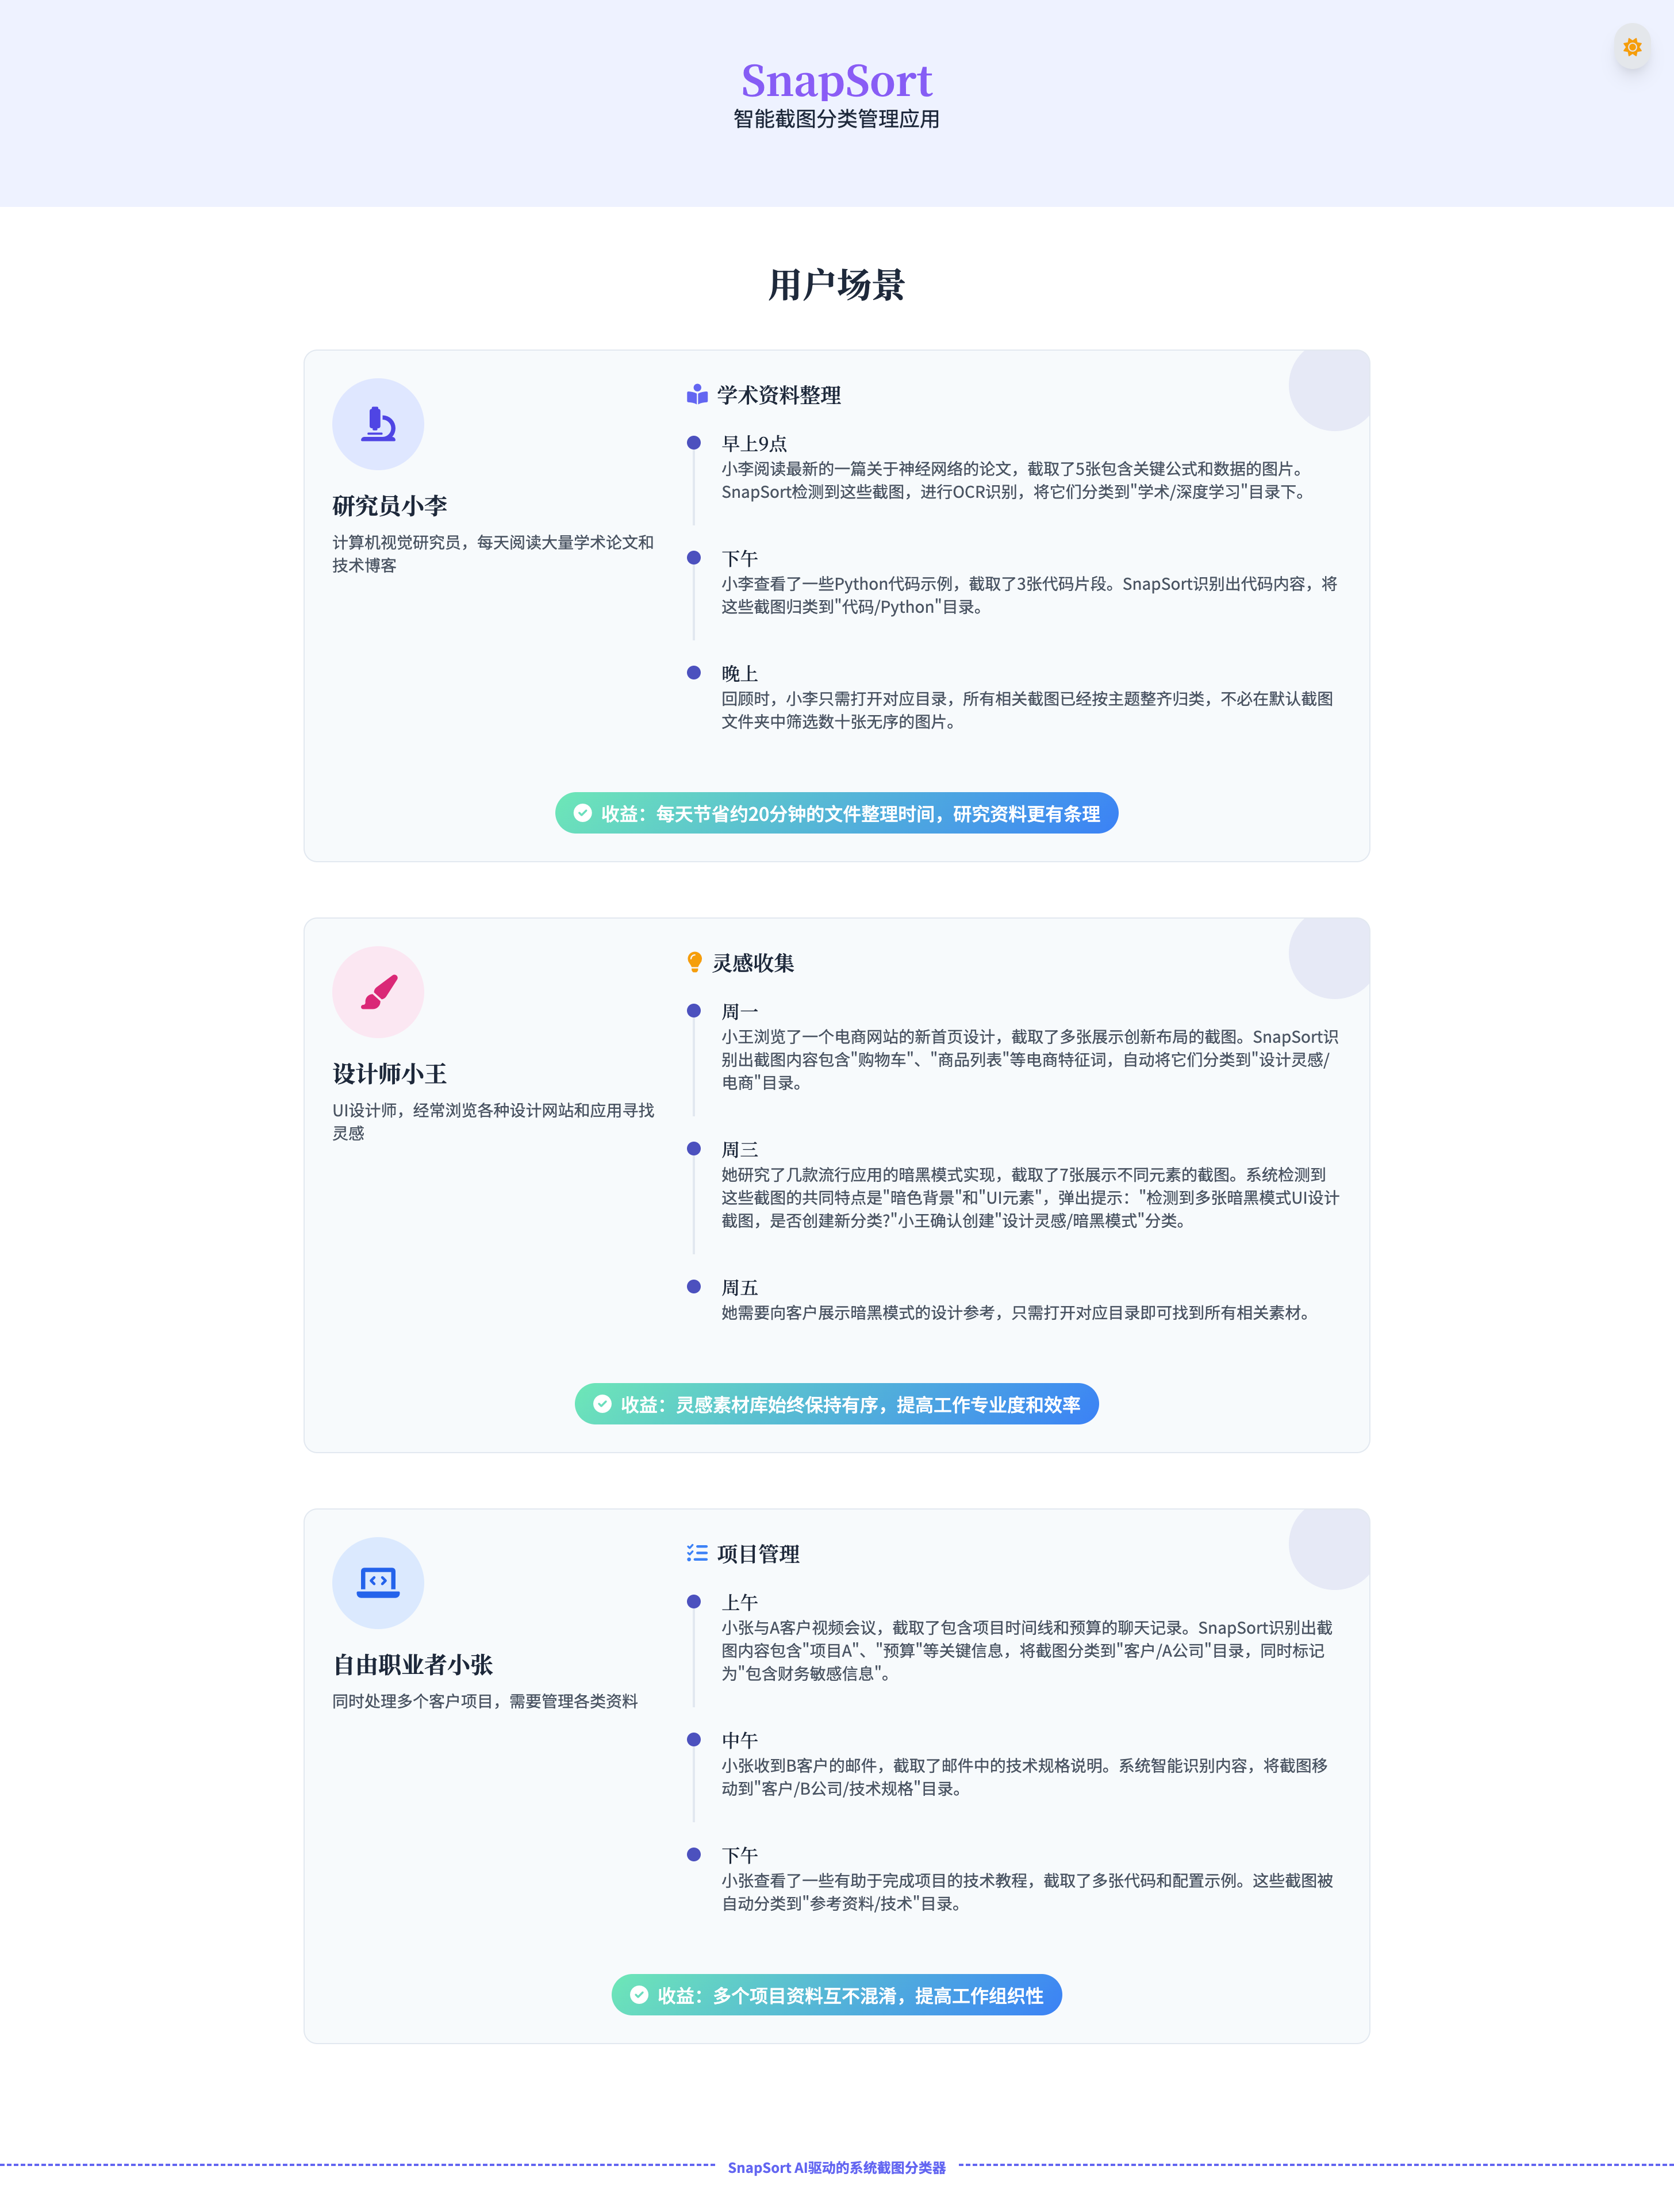 SnapSort
智能截图分类管理应用
用户场景
研究员小李
计算机视觉研究员，每天阅读大量学术论文和
技术博客
学术资料整理
早上9点
小李阅读最新的一篇关于神经网络的论文，截取了5张包含关键公式和数据的图片。
SnapSort检测到这些截图，进行OCR识别，将它们分类到"学术/深度学习"目录下。
下午
小李查看了一些Python代码示例，截取了3张代码片段。SnapSort识别出代码内容，将
这些截图归类到"代码/Python"目录。
晚上
回顾时，小李只需打开对应目录，所有相关截图已经按主题整齐归类，不必在默认截图
文件夹中筛选数十张无序的图片。
收益：每天节省约20分钟的文件整理时间，研究资料更有条理
设计师小王
UI设计师，经常浏览各种设计网站和应用寻找
灵感
灵感收集
周一
小王浏览了一个电商网站的新首页设计，截取了多张展示创新布局的截图。SnapSort识
别出截图内容包含"购物车"、"商品列表"等电商特征词，自动将它们分类到"设计灵感/
电商"目录。
周三
她研究了几款流行应用的暗黑模式实现，截取了7张展示不同元素的截图。系统检测到
这些截图的共同特点是"暗色背景"和"UI元素"，弹出提示："检测到多张暗黑模式UI设计
截图，是否创建新分类?"小王确认创建"设计灵感/暗黑模式"分类。
周五
她需要向客户展示暗黑模式的设计参考，只需打开对应目录即可找到所有相关素材。
收益：灵感素材库始终保持有序，提高工作专业度和效率
自由职业者小张
同时处理多个客户项目，需要管理各类资料
项目管理
上午
小张与A客户视频会议，截取了包含项目时间线和预算的聊天记录。SnapSort识别出截
图内容包含"项目A"、"预算"等关键信息，将截图分类到"客户/A公司"目录，同时标记
为"包含财务敏感信息"。
中午
小张收到B客户的邮件，截取了邮件中的技术规格说明。系统智能识别内容，将截图移
动到"客户/B公司/技术规格"目录。
下午
小张查看了一些有助于完成项目的技术教程，截取了多张代码和配置示例。这些截图被
自动分类到"参考资料/技术"目录。
收益：多个项目资料互不混淆，提高工作组织性
SnapSort AI驱动的系统截图分类器